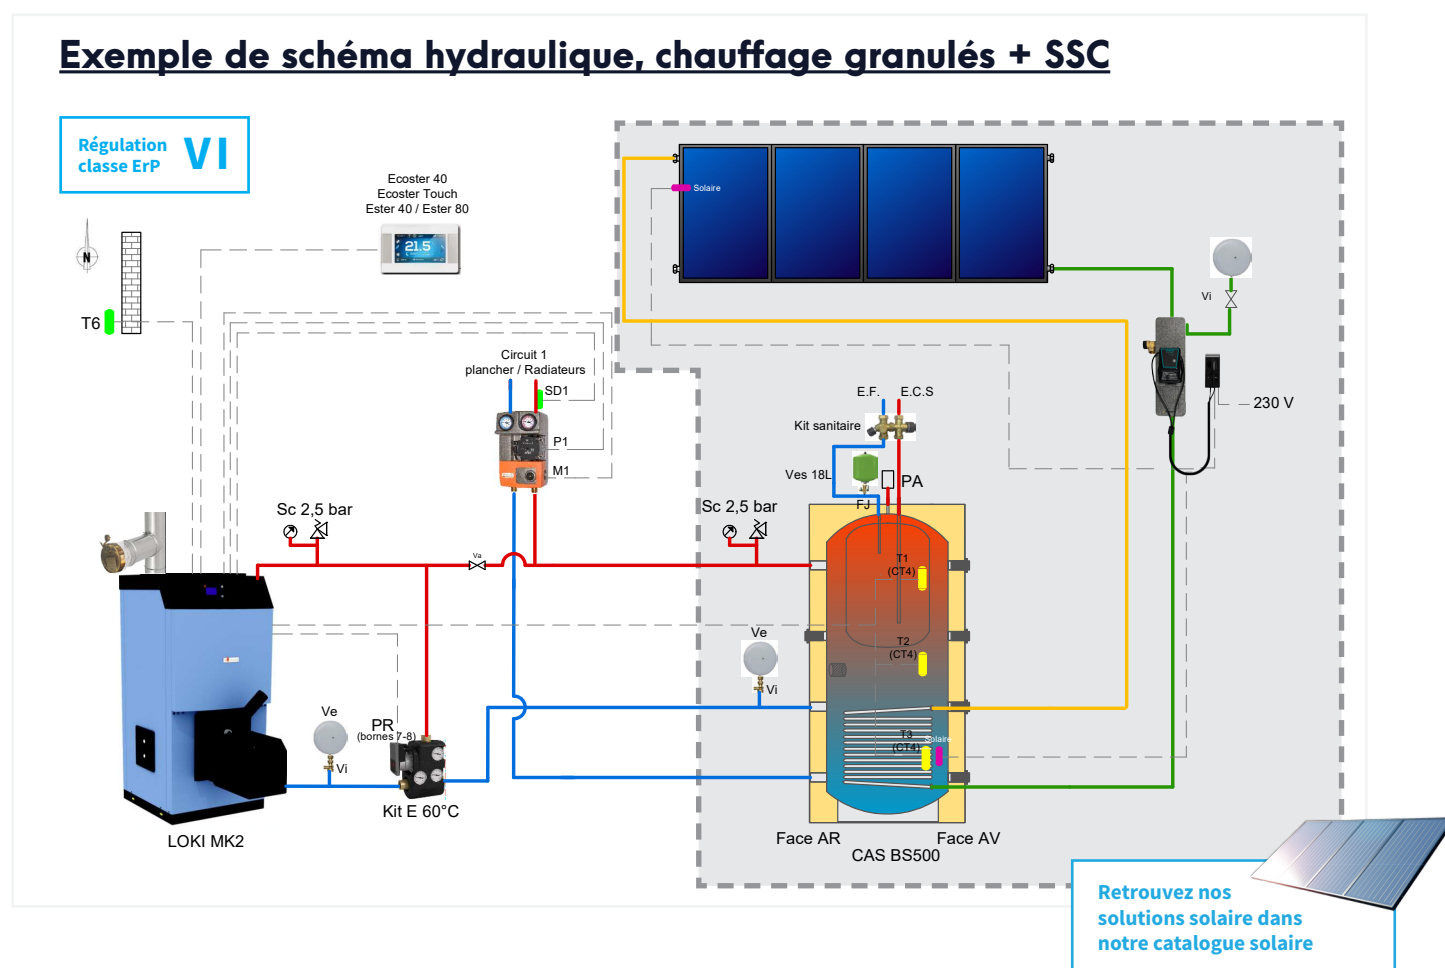 Exemple de schéma hydraulique, chauffage granulés + SSC
Régulation
classe ErP
VI
Ecoster 40
Ecoster Touch
Ester 40 / Ester 80
21.5
N
T6
Solaire
Vi
230 V
Circuit 1
plancher / Radiateurs
SD1
P1
M1
E.F.
E.C.S
Kit sanitaire
Ves 18L
PA
FJ
Sc 2,5 bar
Sc 2,5 bar
Va
T1
(CT4)
T2
(CT4)
T3
(CT4)
Solaire
Ve
Vi
Ve
Vi
PR
(bornes 7-8)
Kit E 60°C
LOKI MK2
Face AR
Face AV
CAS BS500
Retrouvez nos
solutions solaire dans
notre catalogue solaire